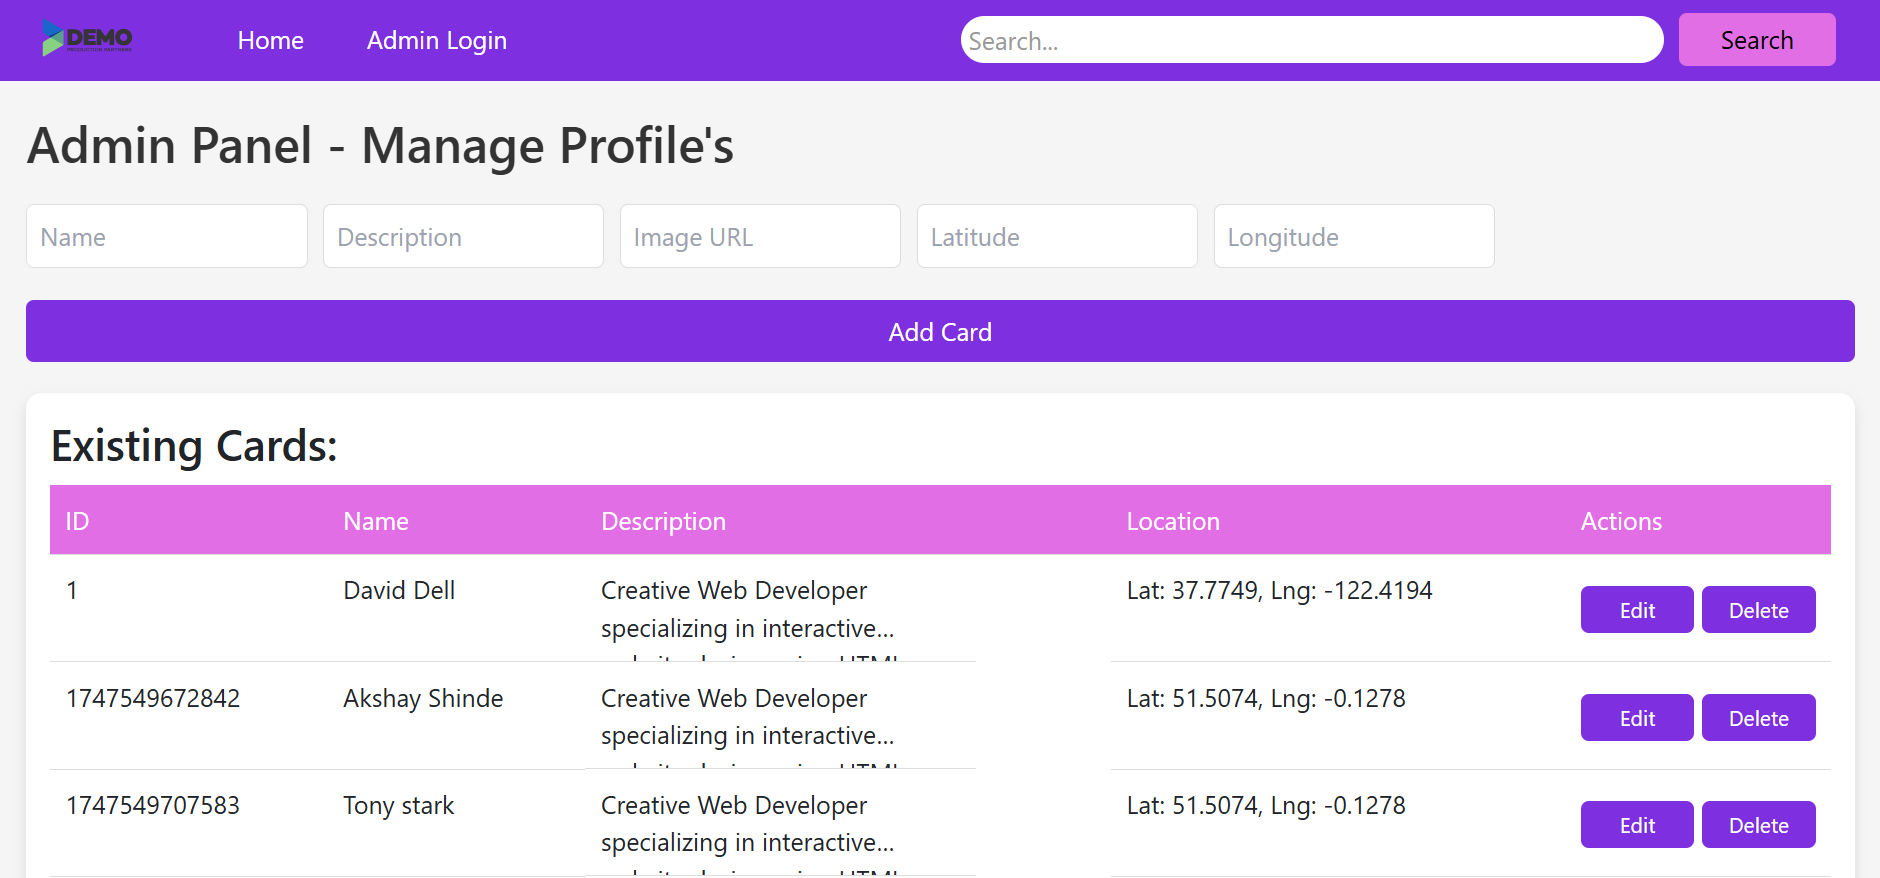 DEMO
PRODUCTION PARTNERS
Home
Admin Login
Search...
Search
Admin Panel - Manage Profile's
Name
Description
Image URL
Latitude
Longitude
Add Card
Existing Cards:
ID Name Description Location Actions
1 David Dell Creative Web Developer Lat: 37.7749, Lng: -122.4194 Edit Delete
specializing in interactive...
1747549672842 Akshay Shinde Creative Web Developer Lat: 51.5074, Lng: -0.1278 Edit Delete
specializing in interactive...
1747549707583 Tony stark Creative Web Developer Lat: 51.5074, Lng: -0.1278 Edit Delete
specializing in interactive...